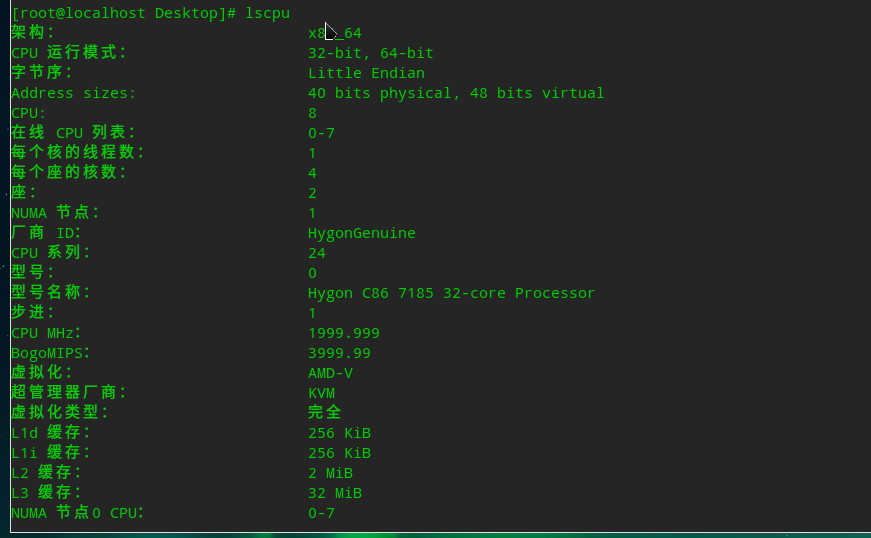 [root@localhost Desktop]# lscpu
架构： x8_64
CPU 运行模式： 32-bit, 64-bit
字节序： Little Endian
Address sizes: 40 bits physical, 48 bits virtual
CPU: 8
在线 CPU 列表： 0-7
每个核的线程数： 1
每个座的核数： 4
座： 2
NUMA 节点： 1
厂商 ID： HygonGenuine
CPU 系列： 24
型号： 0
型号名称： Hygon C86 7185 32-core Processor
步进： 1
CPU MHz： 1999.999
BogoMIPS： 3999.99
虚拟化： AMD-V
超管理器厂商： KVM
虚拟化类型： 完全
L1d 缓存： 256 KiB
L1i 缓存： 256 KiB
L2 缓存： 2 MiB
L3 缓存： 32 MiB
NUMA 节点0 CPU： 0-7